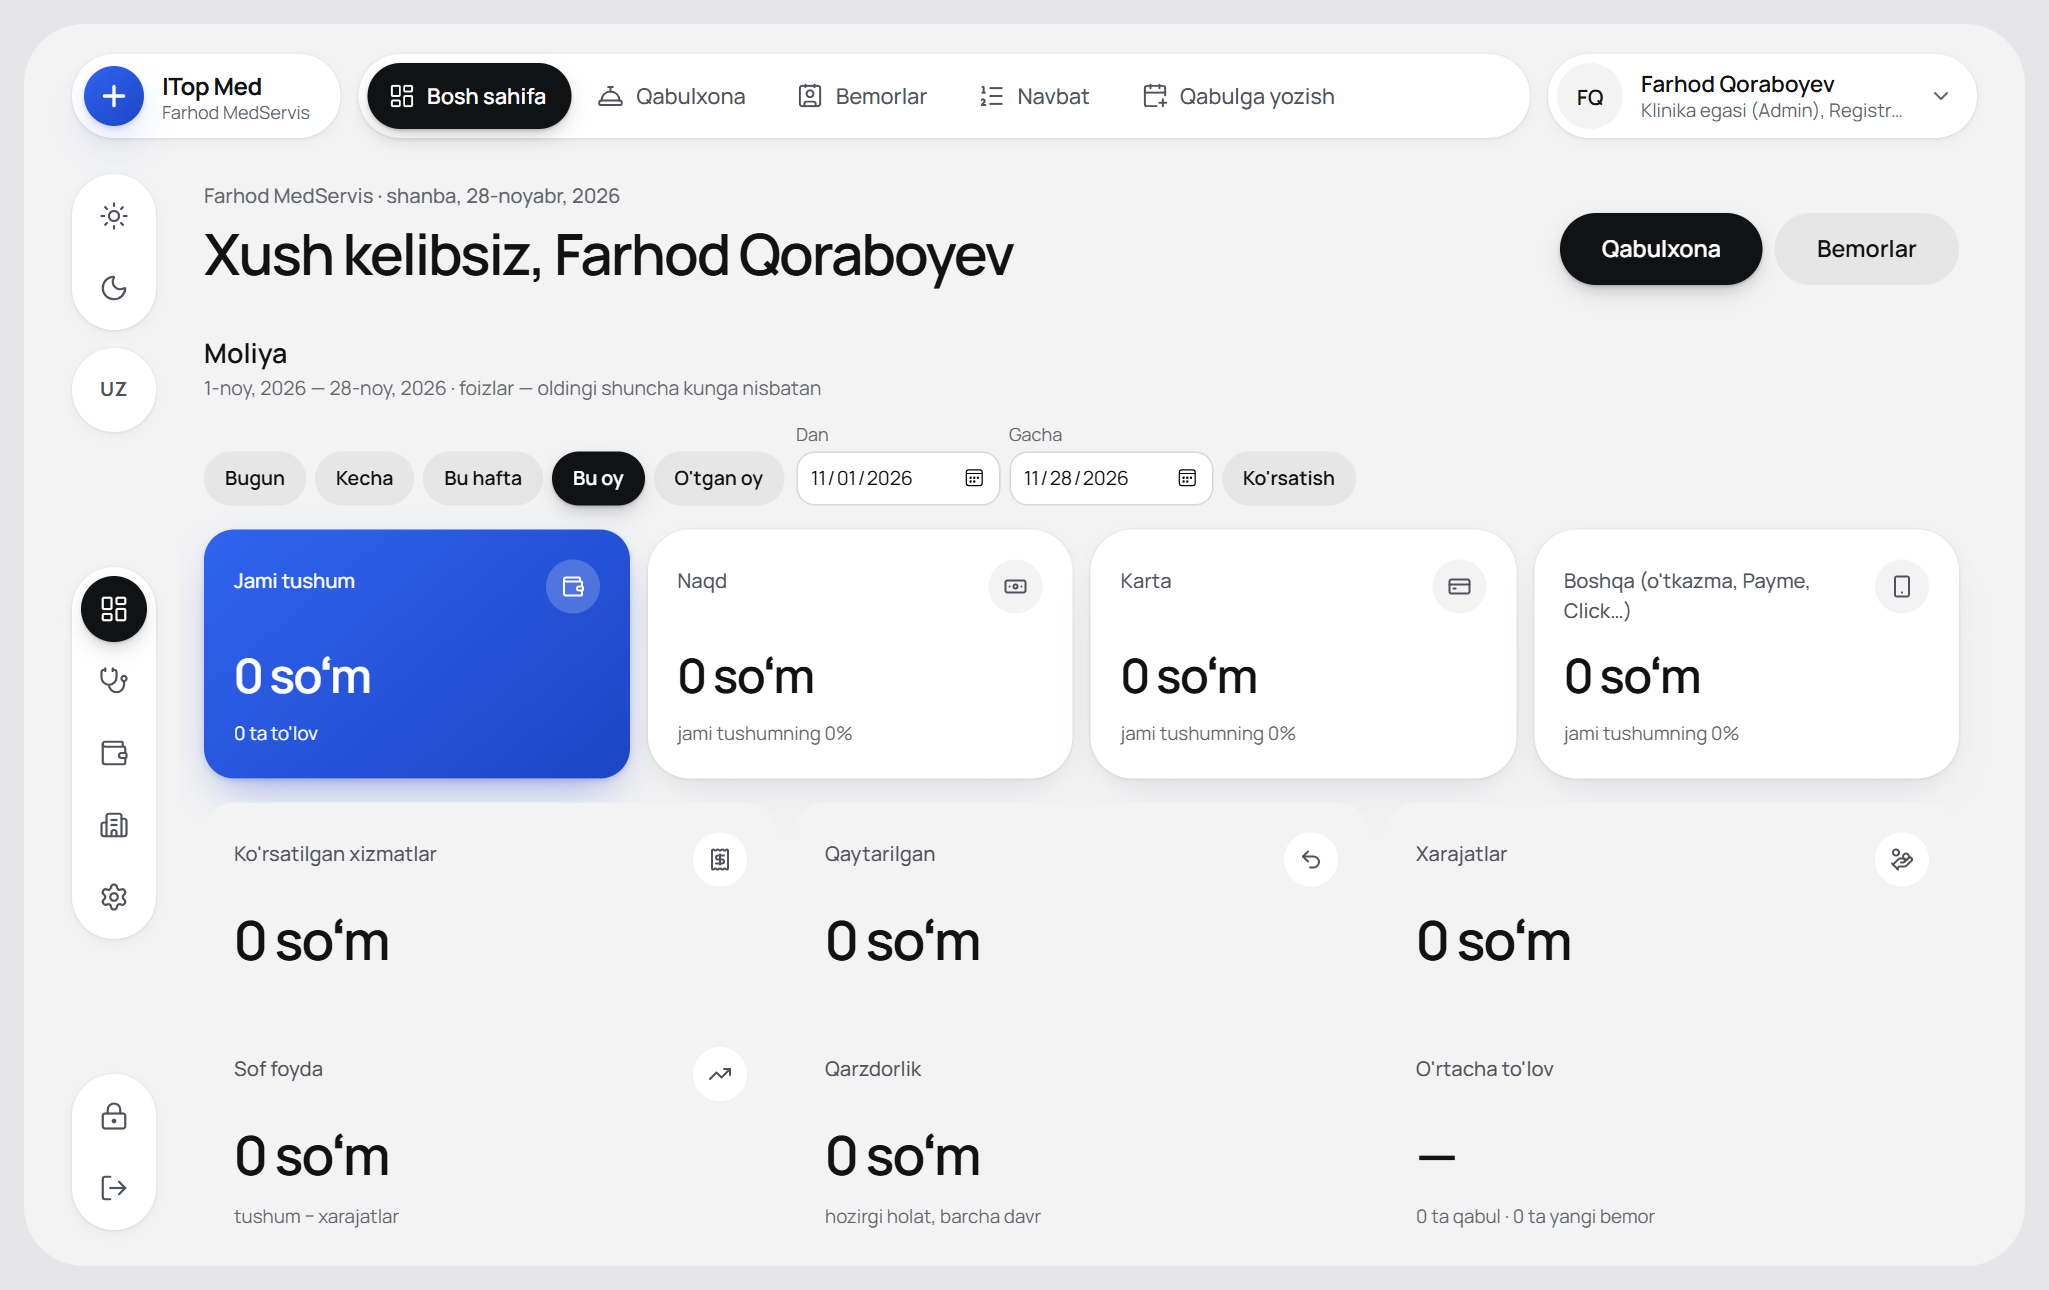 ITop Med
Farhod MedServis
Bosh sahifa
Qabulxona
Bemorlar
Navbat
Qabulga yozish
FQ
Farhod Qoraboyev
Klinika egasi (Admin), Registr...
UZ
Farhod MedServis · shanba, 28-noyabr, 2026
Xush kelibsiz, Farhod Qoraboyev
Qabulxona
Bemorlar
Moliya
1-noy, 2026 — 28-noy, 2026 · foizlar — oldingi shuncha kunga nisbatan
Dan
Gacha
Bugun
Kecha
Bu hafta
Bu oy
O'tgan oy
11/01/2026
11/28/2026
Ko'rsatish
Jami tushum
0 so‘m
0 ta to'lov
Naqd
0 so‘m
jami tushumning 0%
Karta
0 so‘m
jami tushumning 0%
Boshqa (o'tkazma, Payme,
Click...)
0 so‘m
jami tushumning 0%
Ko'rsatilgan xizmatlar
0 so‘m
Qaytarilgan
0 so‘m
Xarajatlar
0 so‘m
Sof foyda
0 so‘m
tushum − xarajatlar
Qarzdorlik
0 so‘m
hozirgi holat, barcha davr
O'rtacha to'lov
—
0 ta qabul · 0 ta yangi bemor